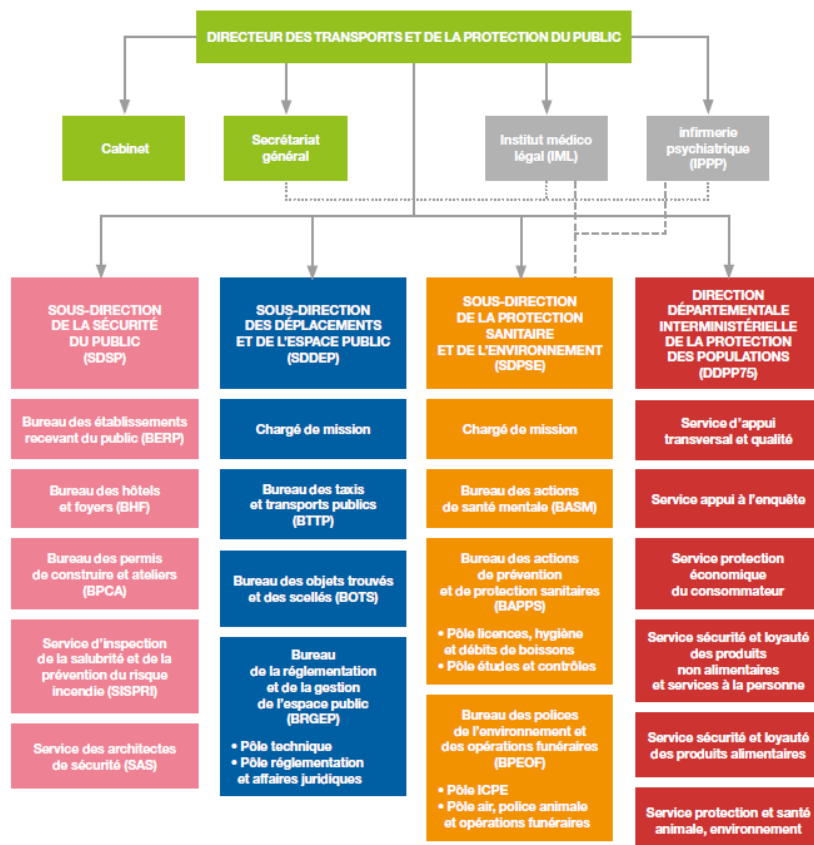 DIRECTEUR DES TRANSPORTS ET DE LA PROTECTION DU PUBLIC
Cabinet
Secrétariat
général
Institut médico
légal (IML)
infirmerie
psychiatrique
(IPPP)
SOUS-DIRECTION
DE LA SÉCURITÉ
DU PUBLIC
(SDSP)
Bureau des établissements
recevant du public (BERP)
Bureau des hôtels
et foyers (BHF)
Bureau des permis
de construire et ateliers
(BPCA)
Service d'inspection
de la salubrité et de la
prévention du risque
incendie (SISPRI)
Service des architectes
de sécurité (SAS)
SOUS-DIRECTION
DES DÉPLACEMENTS
ET DE L'ESPACE PUBLIC
(SDDEP)
Chargé de mission
Bureau des taxis
et transports publics
(BTTP)
Bureau des objets trouvés
et des scellés (BOTS)
Bureau
de la réglementation
et de la gestion
de l'espace public
(BRGEP)
• Pôle technique
• Pôle réglementation
et affaires juridiques
SOUS-DIRECTION
DE LA PROTECTION
SANITAIRE
ET DE L'ENVIRONNEMENT
(SDPSE)
Chargé de mission
Bureau des actions
de santé mentale (BASM)
Bureau des actions
de prévention
et de protection sanitaires
(BAPPS)
• Pôle licences, hygiène
et débits de boissons
• Pôle études et contrôles
Bureau des polices
de l'environnement et
des opérations funéraires
(BPEOF)
• Pôle ICPE
• Pôle air, police animale
et opérations funéraires
DIRECTION
DÉPARTEMENTALE
INTERMINISTÉRIELLE
DE LA PROTECTION
DES POPULATIONS
(DDPP75)
Service d'appui
transversal et qualité
Service appui à l'enquête
Service protection
économique
du consommateur
Service sécurité et loyauté
des produits
non alimentaires
et services à la personne
Service sécurité et loyauté
des produits alimentaires
Service protection et santé
animale, environnement